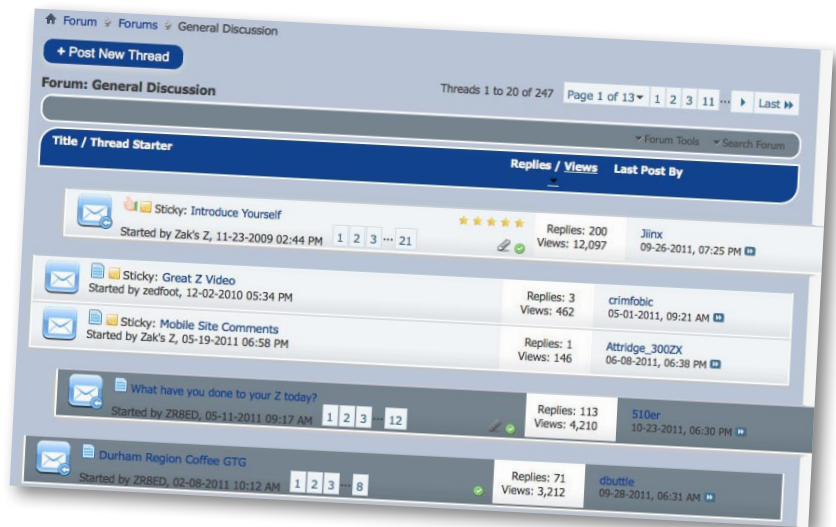 Forum Forums General Discussion
+ Post New Thread
Forum: General Discussion
Threads 1 to 20 of 247 Page 1 of 13 1 2 3 11 ... Last
Forum Tools Search Forum
Title / Thread Starter Replies / Views Last Post By
Sticky: Introduce Yourself
Started by Zak's Z, 11-23-2009 02:44 PM 1 2 3 ... 21
Replies: 200
Views: 12,097
Jiinx
09-26-2011, 07:25 PM
Sticky: Great Z Video
Started by zedfoot, 12-02-2010 05:34 PM
Replies: 3
Views: 462
crimfobic
05-01-2011, 09:21 AM
Sticky: Mobile Site Comments
Started by Zak's Z, 05-19-2011 06:58 PM
Replies: 1
Views: 146
Attridge_300ZX
06-08-2011, 06:38 PM
What have you done to your Z today?
Started by ZR8ED, 05-11-2011 09:17 AM 1 2 3 ... 12
Replies: 113
Views: 4,210
510er
10-23-2011, 06:30 PM
Durham Region Coffee GTG
Started by ZR8ED, 02-08-2011 10:12 AM 1 2 3 ... 8
Replies: 71
Views: 3,212
dbuttle
09-28-2011, 06:31 AM